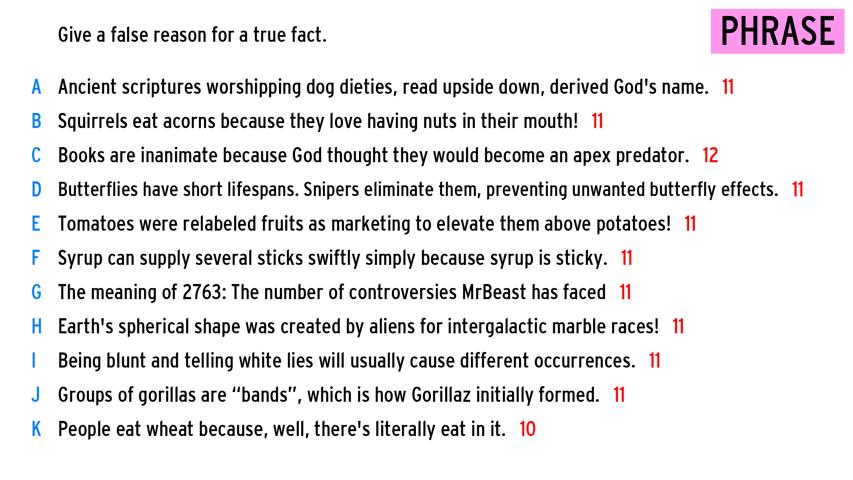 Give a false reason for a true fact.
PHRASE
A Ancient scriptures worshipping dog dieties, read upside down, derived God's name. 11
B Squirrels eat acorns because they love having nuts in their mouth! 11
C Books are inanimate because God thought they would become an apex predator. 12
D Butterflies have short lifespans. Snipers eliminate them, preventing unwanted butterfly effects. 11
E Tomatoes were relabeled fruits as marketing to elevate them above potatoes! 11
F Syrup can supply several sticks swiftly simply because syrup is sticky. 11
G The meaning of 2763: The number of controversies MrBeast has faced 11
H Earth's spherical shape was created by aliens for intergalactic marble races! 11
I Being blunt and telling white lies will usually cause different occurrences. 11
J Groups of gorillas are “bands”, which is how Gorillaz initially formed. 11
K People eat wheat because, well, there's literally eat in it. 10